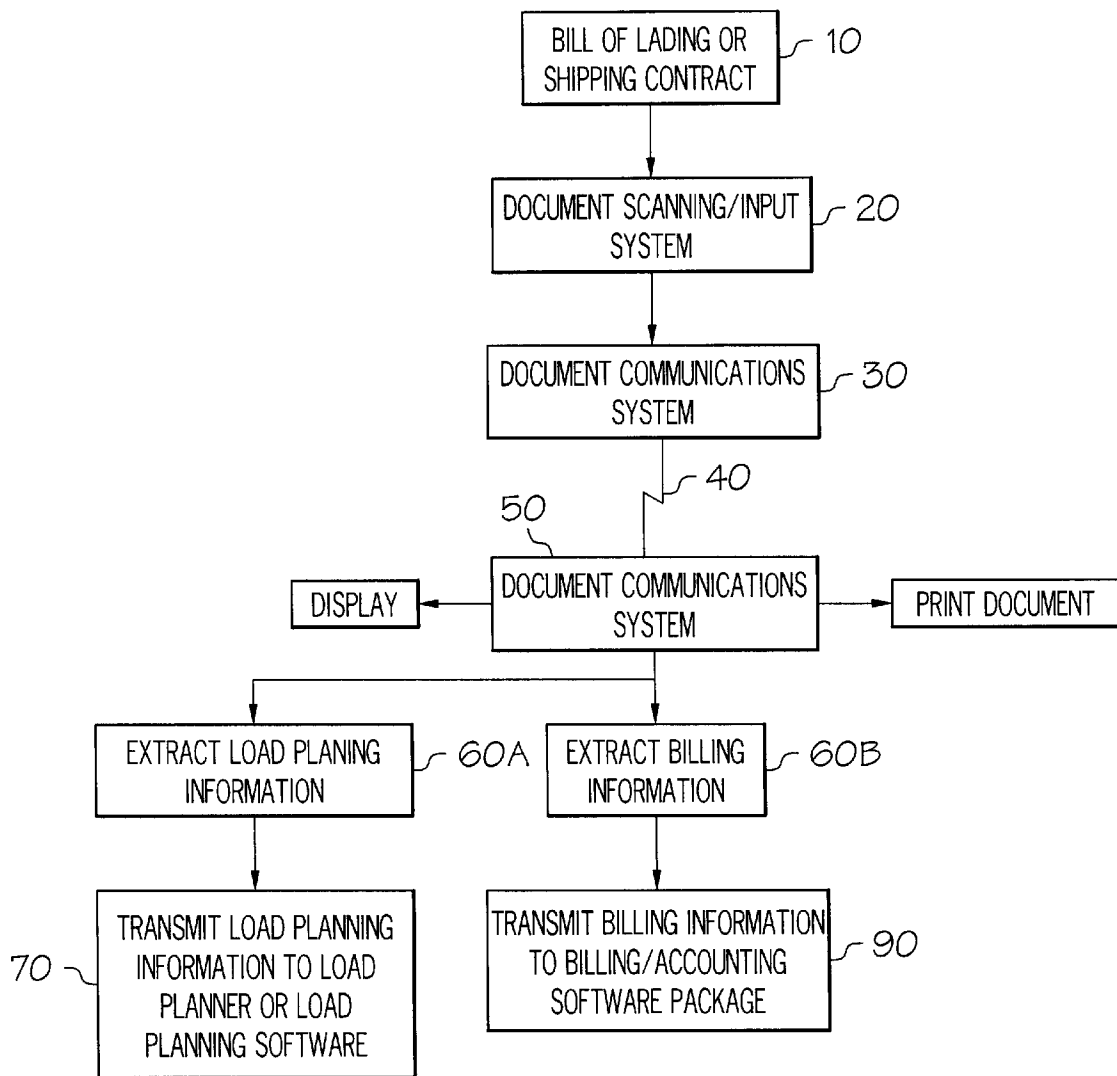 BILL OF LADING OR
SHIPPING CONTRACT
10
DOCUMENT SCANNING/INPUT
SYSTEM
20
DOCUMENT COMMUNICATIONS
SYSTEM
30
40
50
DISPLAY
DOCUMENT COMMUNICATIONS
SYSTEM
PRINT DOCUMENT
EXTRACT LOAD PLANING
INFORMATION
60A
EXTRACT BILLING
INFORMATION
60B
70
TRANSMIT LOAD PLANNING
INFORMATION TO LOAD
PLANNER OR LOAD
PLANNING SOFTWARE
TRANSMIT BILLING INFORMATION
TO BILLING/ACCOUNTING
SOFTWARE PACKAGE
90